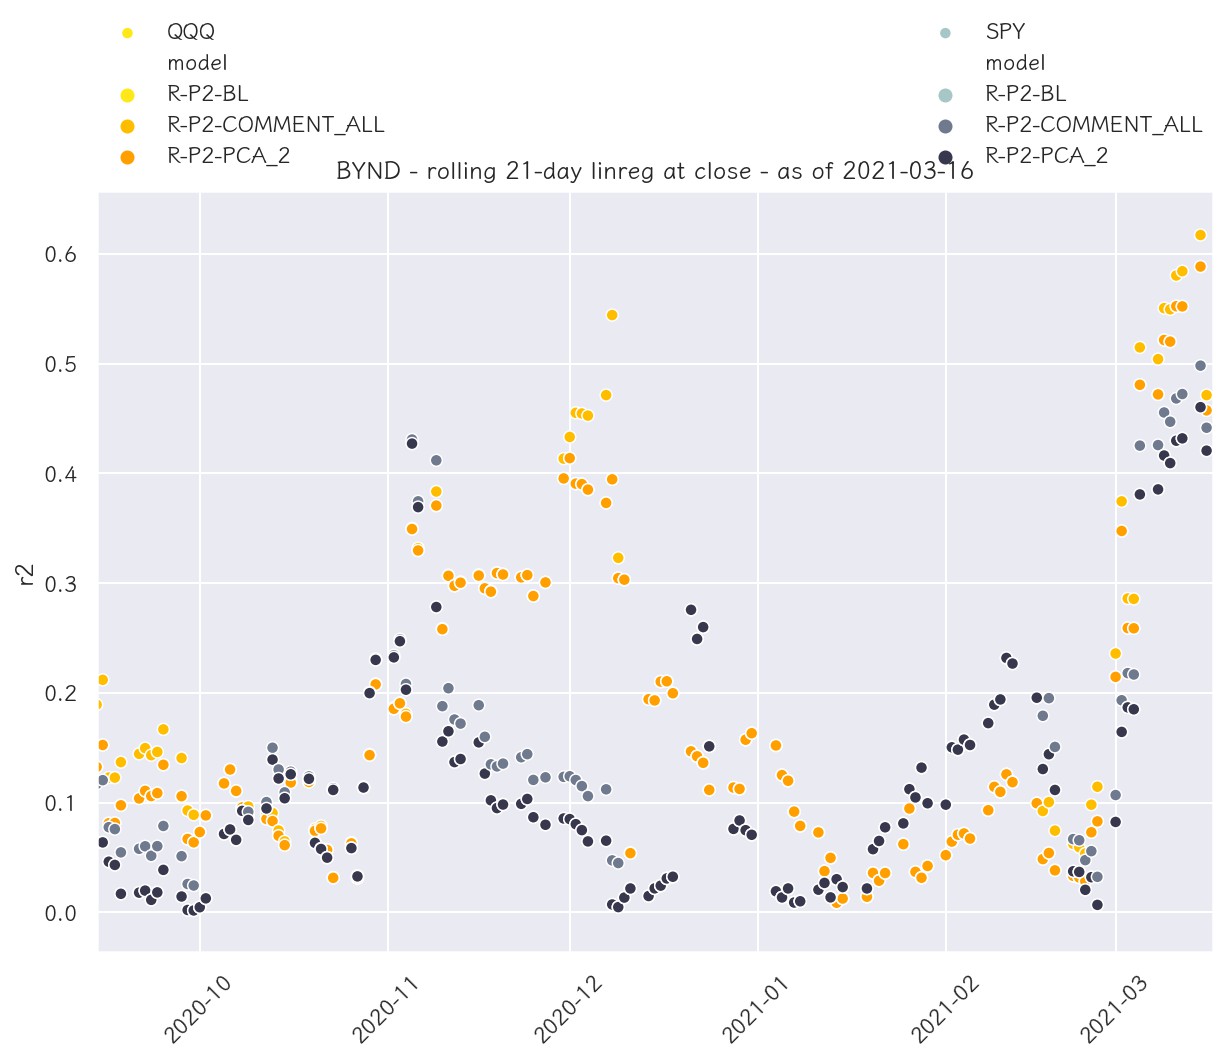 QQQ
model
R-P2-BL
R-P2-COMMENT_ALL
R-P2-PCA_2
SPY
model
R-P2-BL
R-P2-COMMENT_ALL
R-P2-PCA_2
BYND - rolling 21-day linreg at close - as of 2021-03-16
0.6
0.5
0.4
0.3
0.2
0.1
0.0
r2
2020-10
2020-11
2020-12
2021-01
2021-02
2021-03